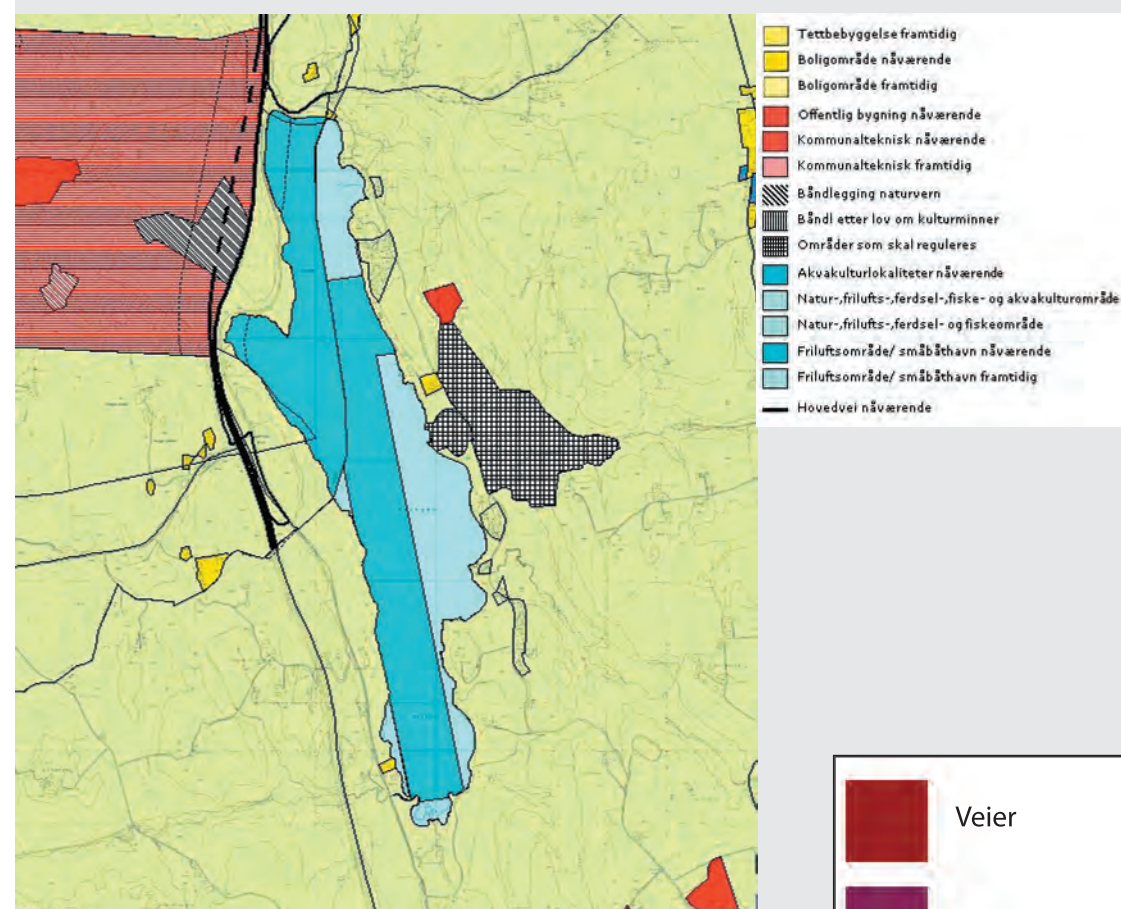 Tettbebyggelse framtidig
Boligområde nåværende
Boligområde framtidig
Offentlig bygning nåværende
Kommunalteknisk nåværende
Kommunalteknisk framtidig
Båndlegging naturvern
Båndl etter lov om kulturminner
Områder som skal reguleres
Akvakulturlokaliteter nåværende
Natur-,frilufts-,ferdsel-,fiske- og akvakulturområde
Natur-,frilufts-,ferdsel- og fiskeområde
Friluftsområde/ småbåthavn nåværende
Friluftsområde/ småbåthavn framtidig
Hovedvei nåværende
Veier